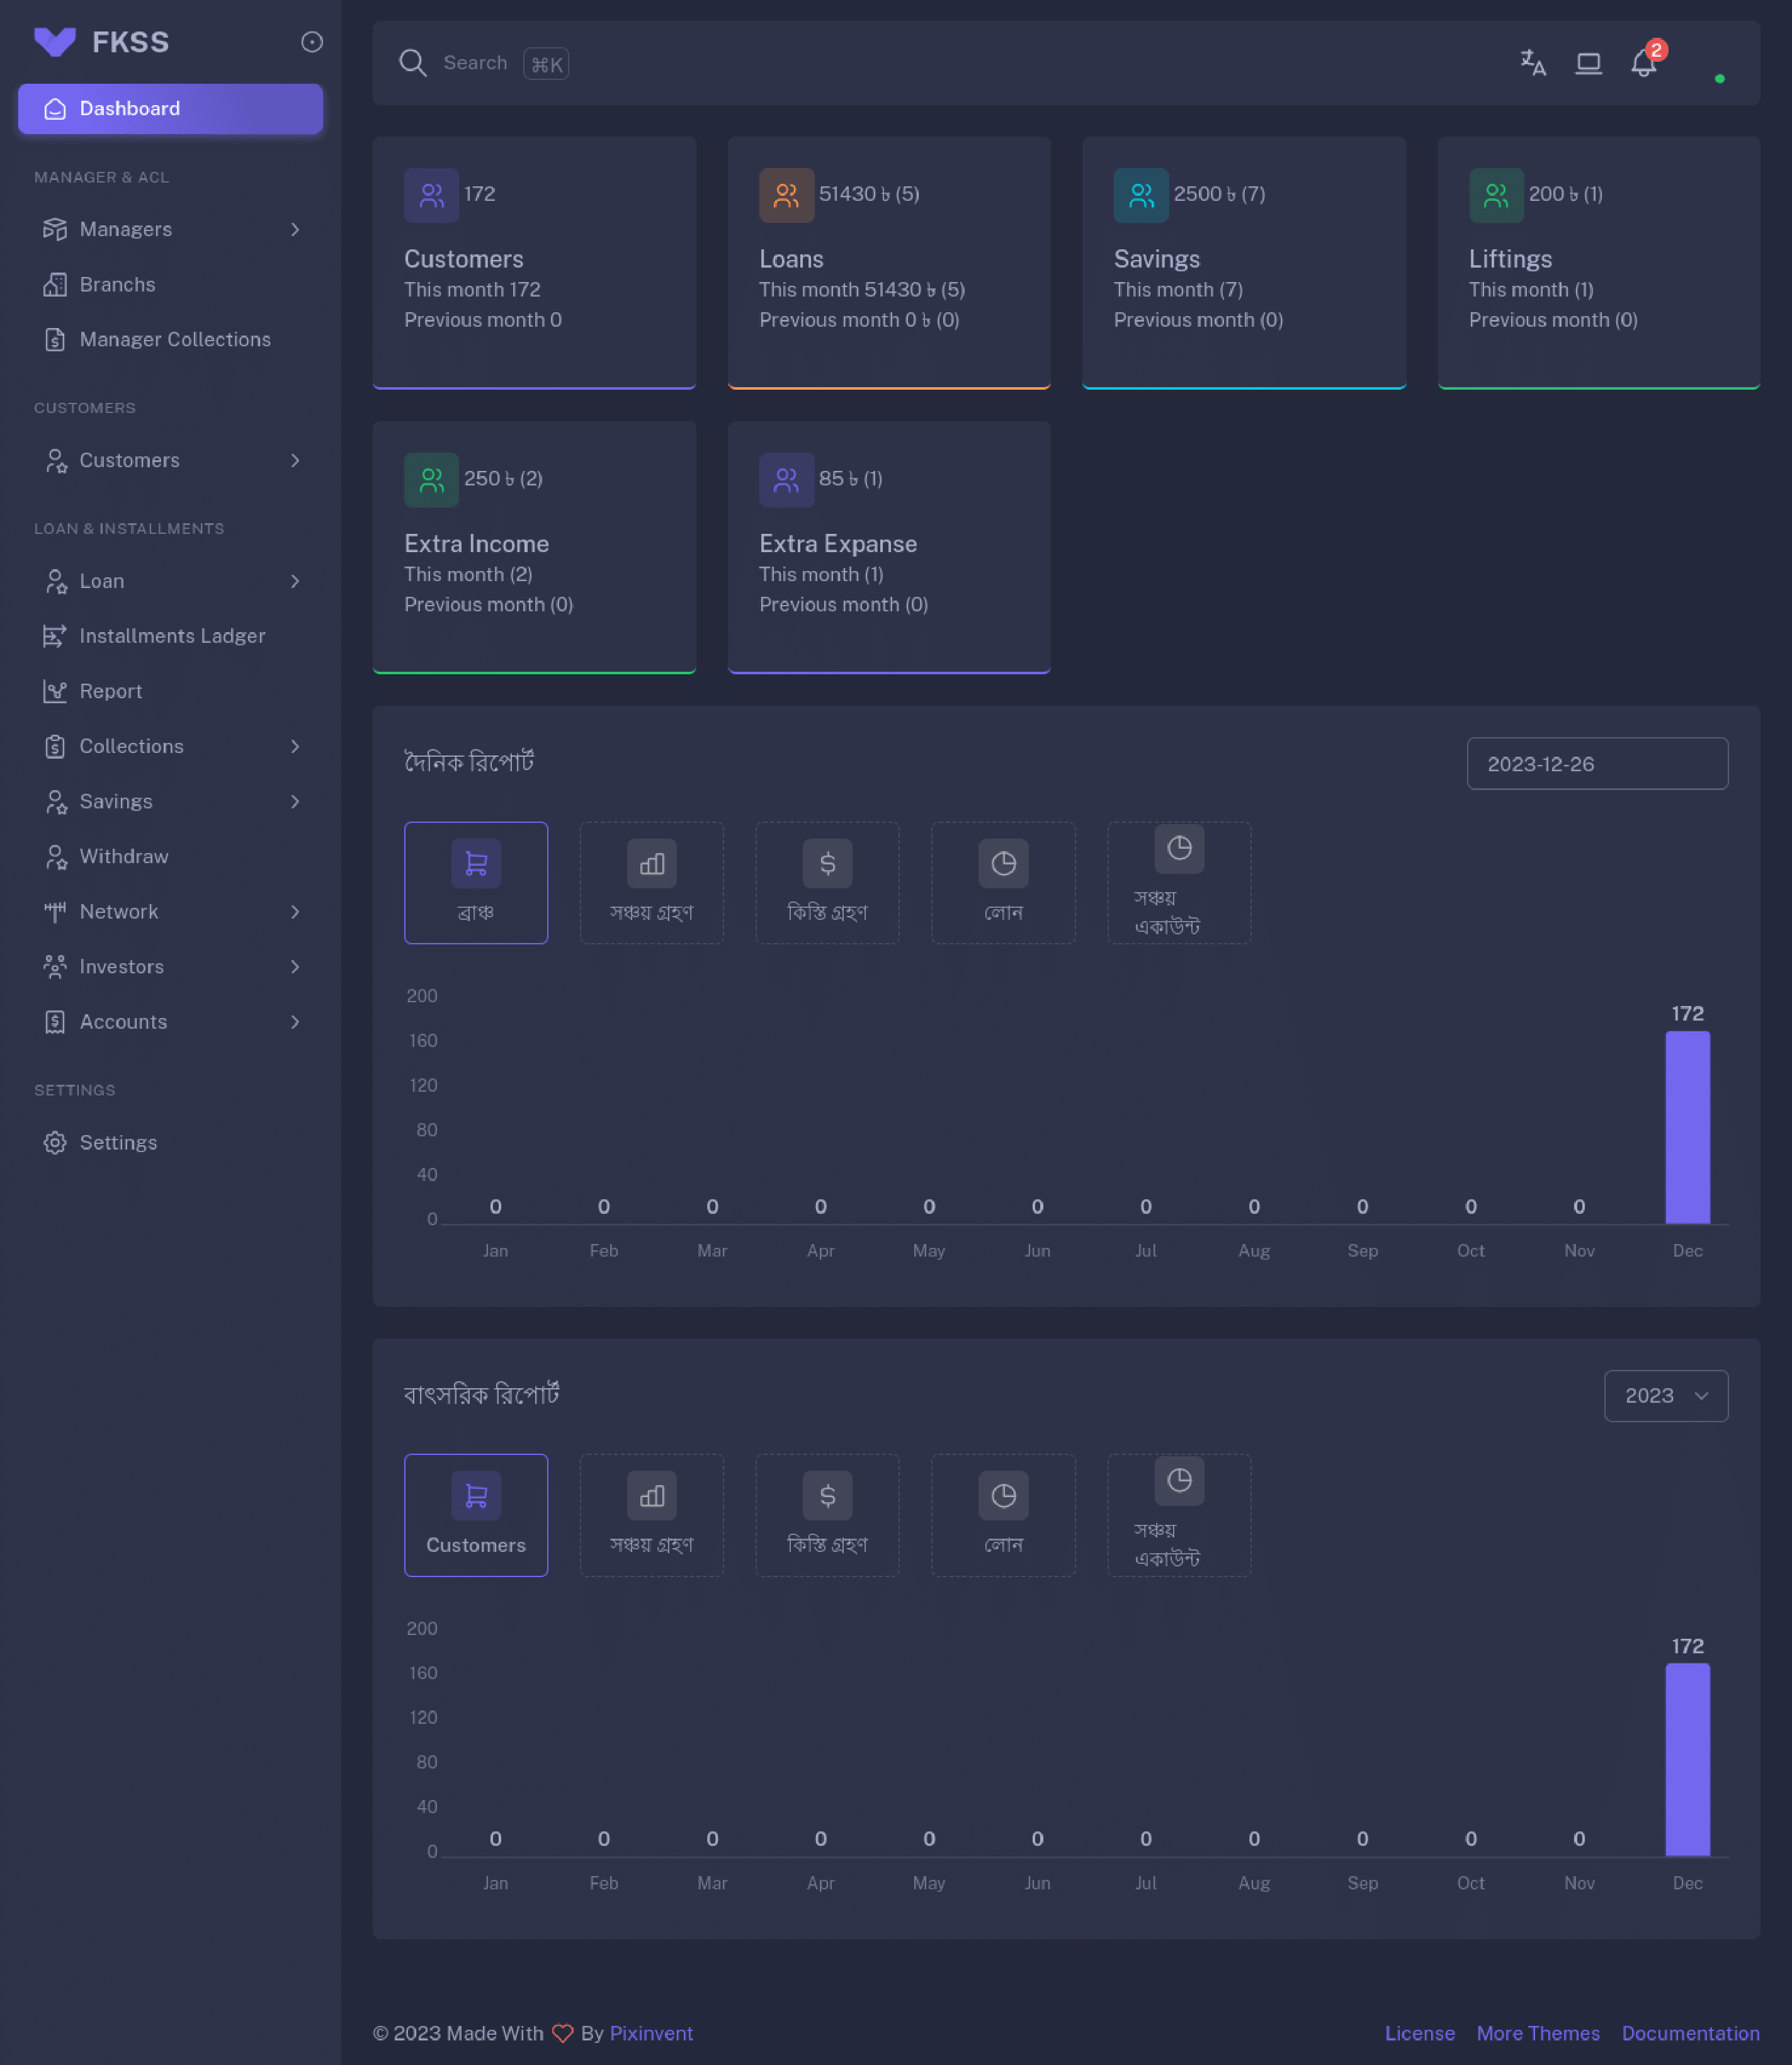 FKSS
Dashboard
MANAGER & ACL
Managers
Branchs
Manager Collections
CUSTOMERS
Customers
LOAN & INSTALLMENTS
Loan
Installments Ladger
Report
Collections
Savings
Withdraw
Network
Investors
Accounts
SETTINGS
Settings
Search ⌘K
2
172
Customers
This month 172
Previous month 0
51430 ৳ (5)
Loans
This month 51430 ৳ (5)
Previous month 0 ৳ (0)
2500 ৳ (7)
Savings
This month (7)
Previous month (0)
200 ৳ (1)
Liftings
This month (1)
Previous month (0)
250 ৳ (2)
Extra Income
This month (2)
Previous month (0)
85 ৳ (1)
Extra Expanse
This month (1)
Previous month (0)
দৈনিক রিপোর্ট
2023-12-26
ব্রাঞ্চ
সঞ্চয় গ্রহণ
কিস্তি গ্রহণ
লোন
সঞ্চয়
একাউন্ট
200
160
120
80
40
0
0 0 0 0 0 0 0 0 0 0 0 172
Jan Feb Mar Apr May Jun Jul Aug Sep Oct Nov Dec
বাৎসরিক রিপোর্ট
2023
Customers
সঞ্চয় গ্রহণ
কিস্তি গ্রহণ
লোন
সঞ্চয়
একাউন্ট
200
160
120
80
40
0
0 0 0 0 0 0 0 0 0 0 0 172
Jan Feb Mar Apr May Jun Jul Aug Sep Oct Nov Dec
© 2023 Made With By Pixinvent
License More Themes Documentation